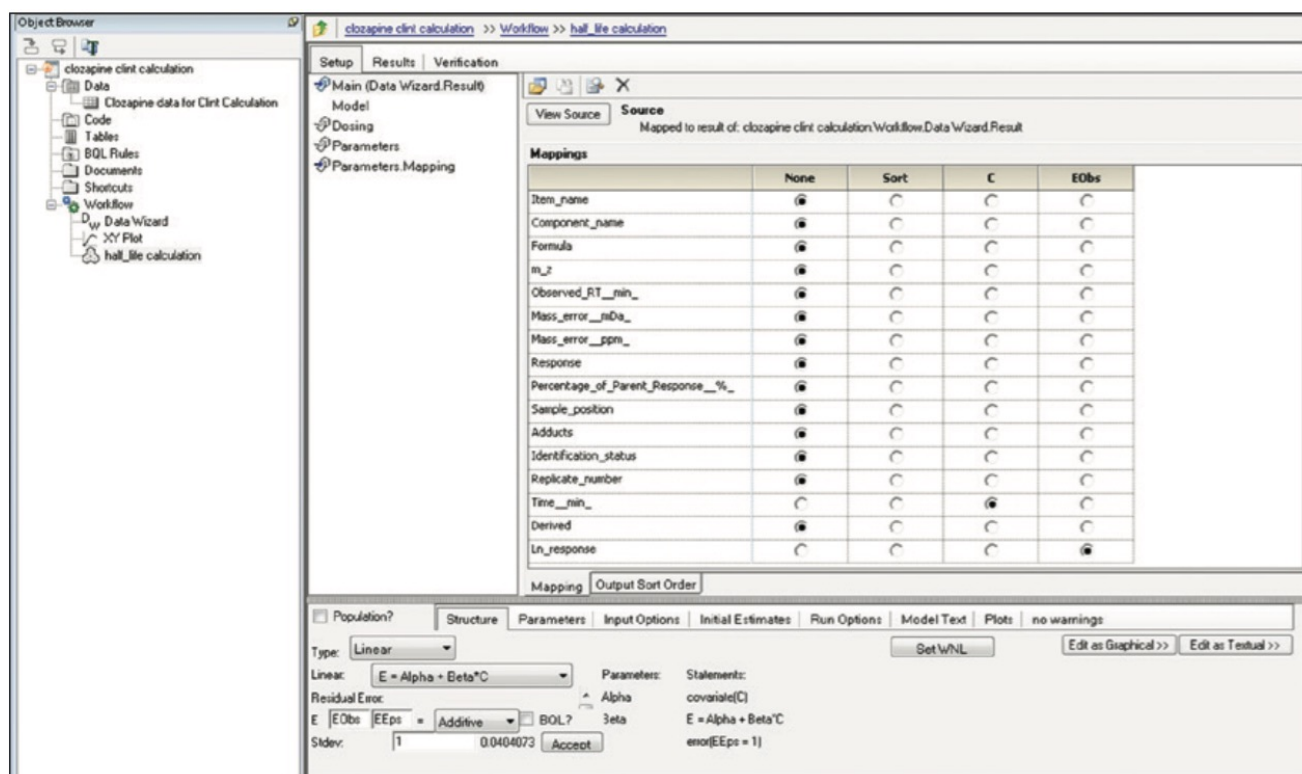 Object Browser
clozapine clint calculation
Data
Clozapine data for Clint Calculation
Code
Tables
BQL Rules
Documents
Shortcuts
Workflow
Data Wizard
XY Plot
half_life calculation
clozapine clint calculation >> Workflow >> half_life calculation
Setup Results Verification
Main (Data Wizard.Result)
Model
Dosing
Parameters
Parameters.Mapping
View Source Source
Mapped to result of: clozapine clint calculation.Workflow.Data Wizard.Result
Mappings
None Sort C EObs
Item_name
Component_name
Formula
m_z
Observed_RT__min_
Mass_error__mDa_
Mass_error__ppm_
Response
Percentage_of_Parent_Response__%_
Sample_position
Adducts
Identification_status
Replicate_number
Time__min_
Derived
Ln_response
Mapping Output Sort Order
Population? Structure Parameters Input Options Initial Estimates Run Options Model Text Plots no warnings
Type: Linear Set WNL Edit as Graphical >> Edit as Textual >>
Linear: E = Alpha + Beta*C Parameters: Statements:
Residual Error: Alpha covariate(C)
E EObs EEps = Additive BQL? Beta E = Alpha + Beta*C
Stdev: 1 0.0404073 Accept error(EEps = 1)